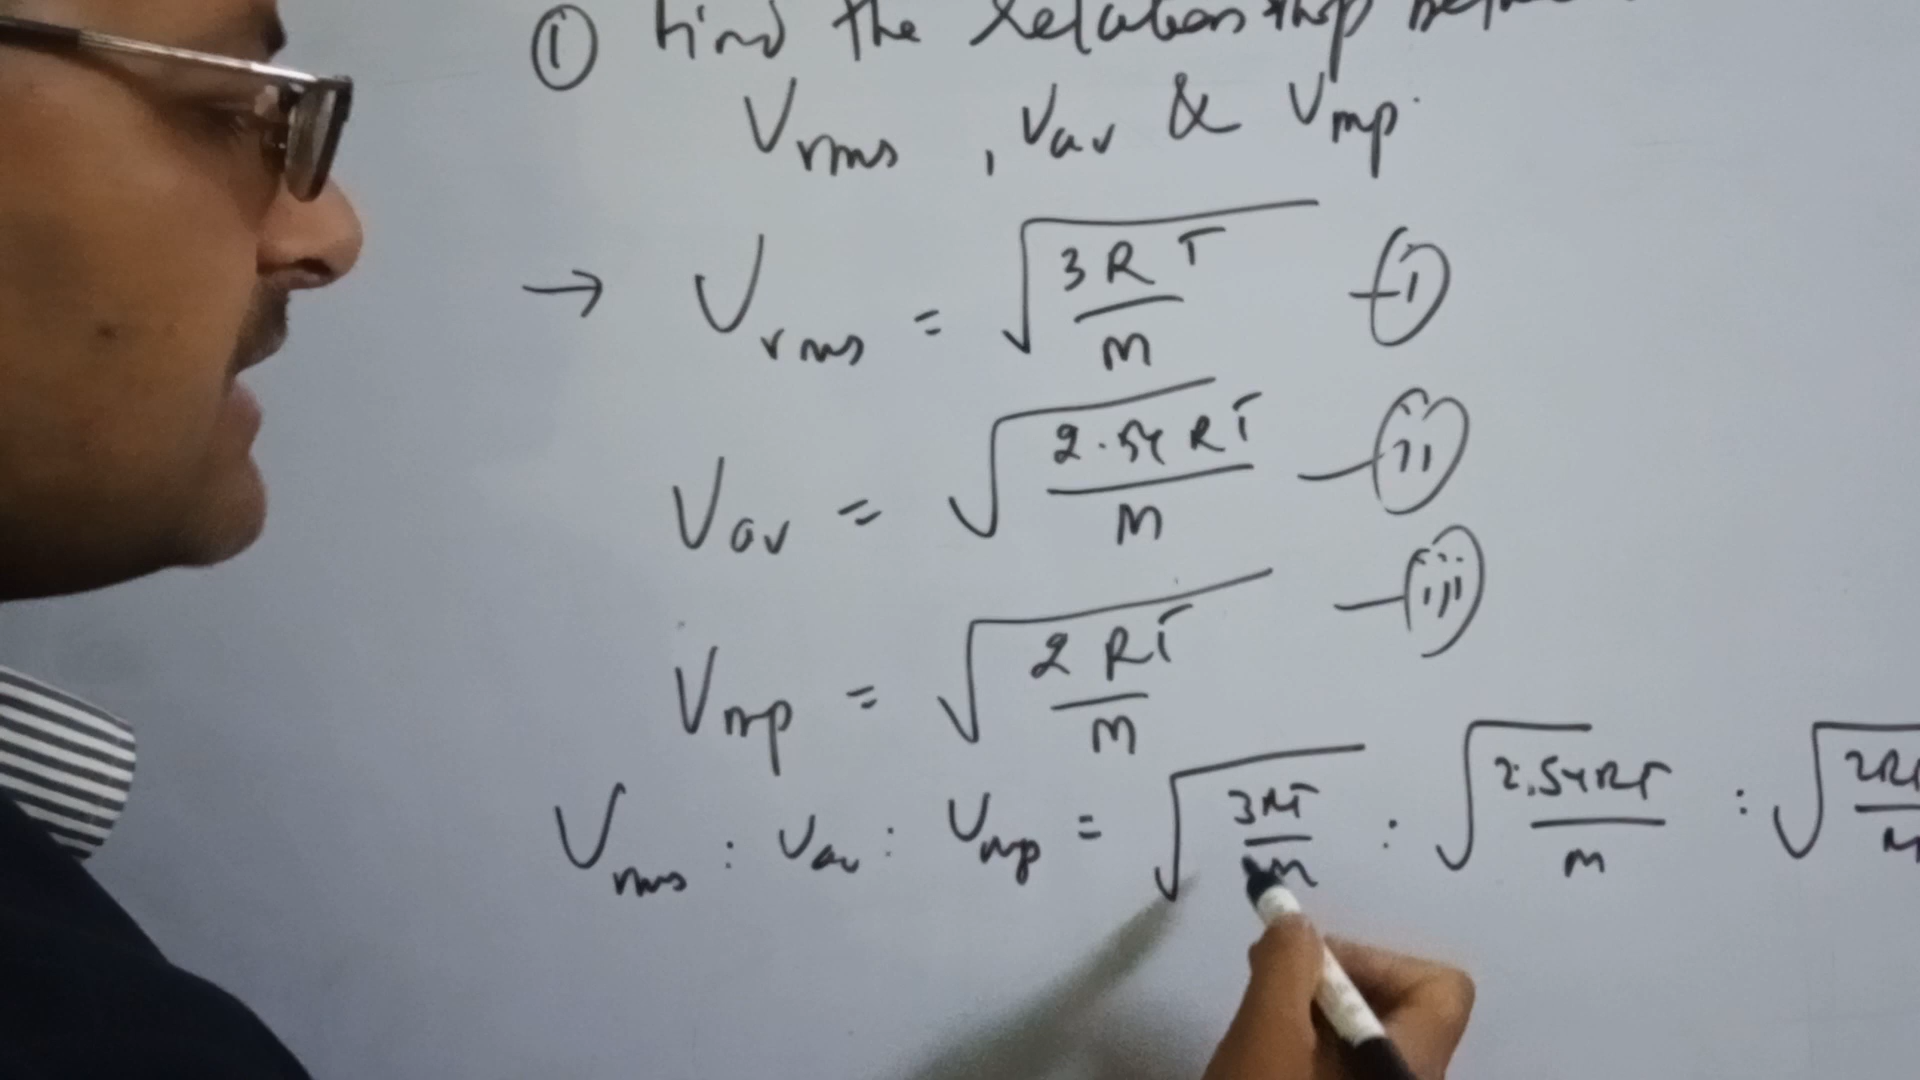 ① Find the relationship
Vrms , Vav & Vmp.
→ Vrms = √(3RT/M) —(i)
Vav = √(2.54RT/M) —(ii)
Vmp = √(2RT/M) —(iii)
Vrms : Vav : Vmp = √(3RT/M) : √(2.54RT/M) : √(2RT/M)